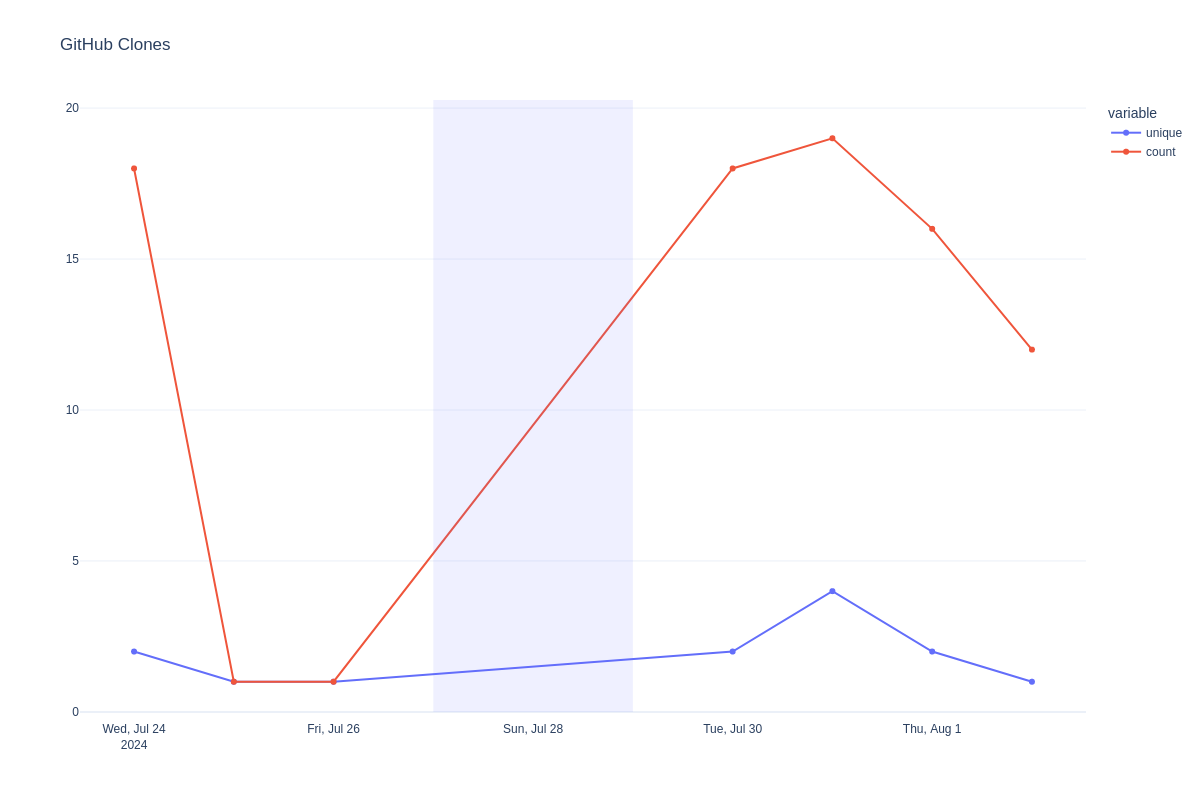 GitHub Clones
variable
unique
count
20
15
10
5
0
Wed, Jul 24
2024
Fri, Jul 26
Sun, Jul 28
Tue, Jul 30
Thu, Aug 1